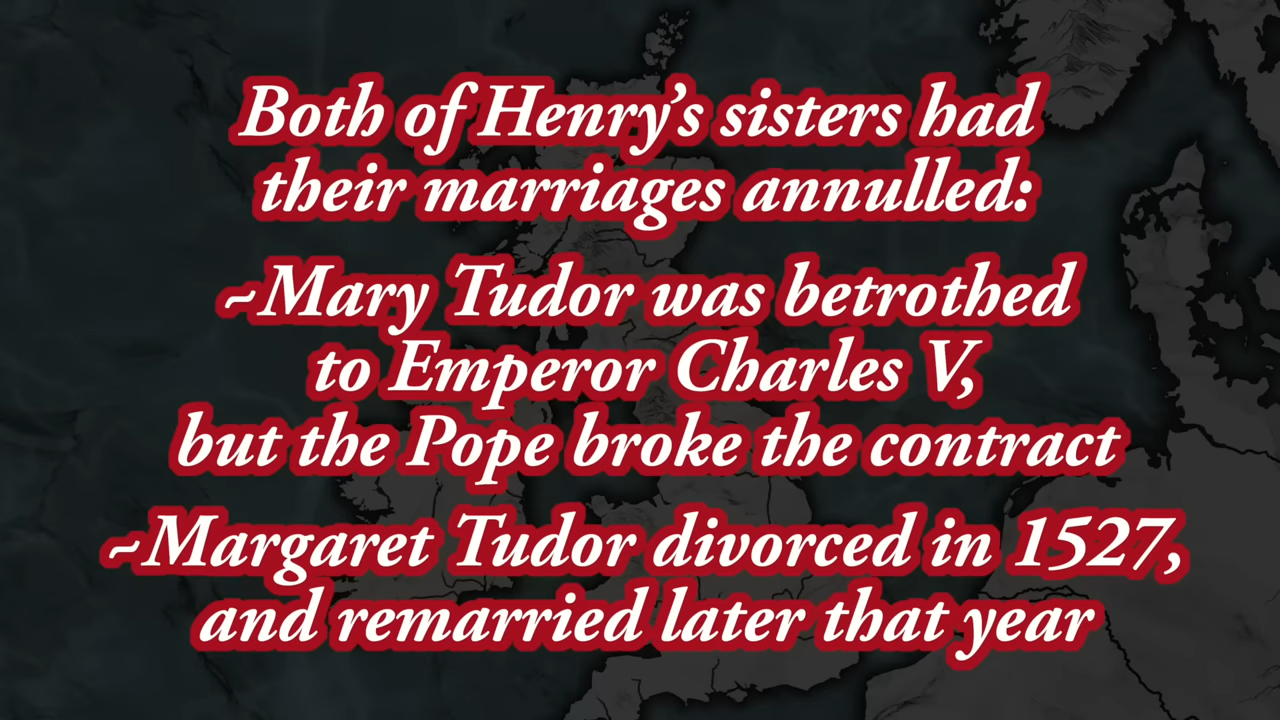 Both of Henry's sisters had
their marriages annulled:
~Mary Tudor was betrothed
to Emperor Charles V,
but the Pope broke the contract
~Margaret Tudor divorced in 1527,
and remarried later that year